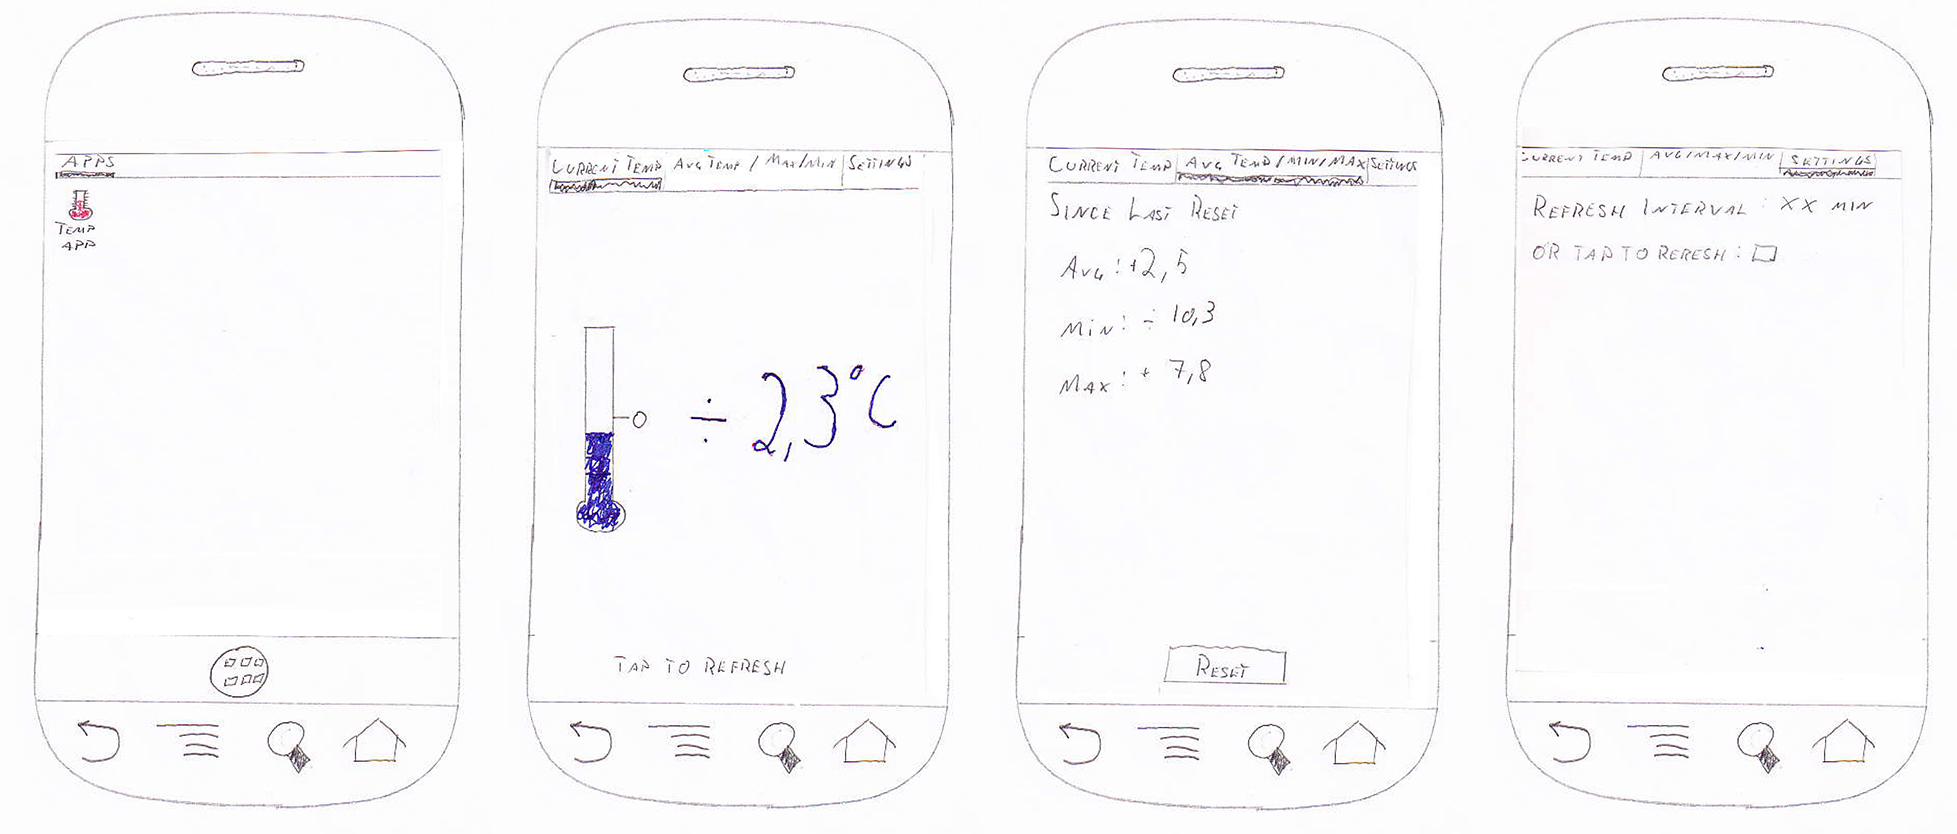 APPS
TEMP
APP
CURRENT TEMP AVG TEMP / MAX/MIN SETTINGS
0
÷ 2,3°C
TAP TO REFRESH
CURRENT TEMP AVG TEMP/MIN/MAX SETTINGS
SINCE LAST RESET
AVG: +2,5
MIN: ÷ 10,3
MAX: + 7,8
RESET
CURRENT TEMP AVG/MAX/MIN SETTINGS
REFRESH INTERVAL: XX MIN
OR TAP TO RERESH: